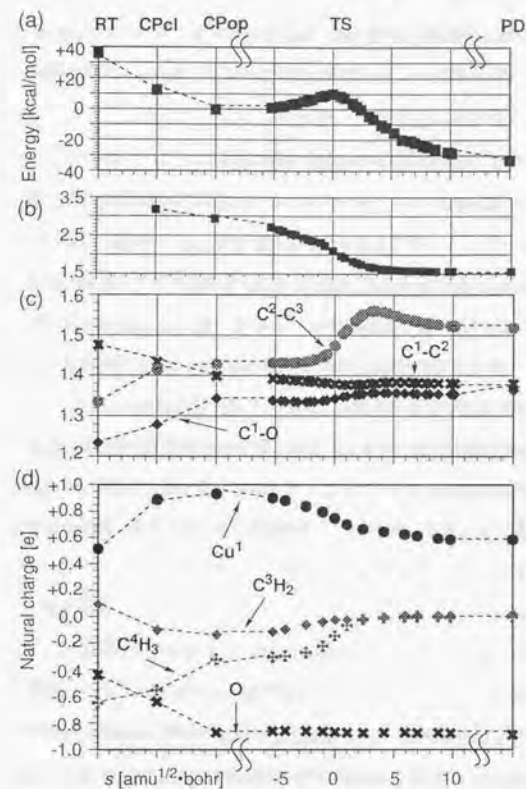 RT CPcl CPop TS PD
(a)
Energy [kcal/mol]
+40
+20
0
-20
-40
(b)
3.5
2.5
1.5
(c)
1.6
1.5
1.4
1.3
1.2
C²-C³
C¹-C²
C¹-O
(d)
Natural charge [e]
+1.0
+0.8
+0.6
+0.4
+0.2
0.0
-0.2
-0.4
-0.6
-0.8
-1.0
Cu¹
C³H₂
C⁴H₃
O
-5 0 5 10
s [amu¹/²•bohr]